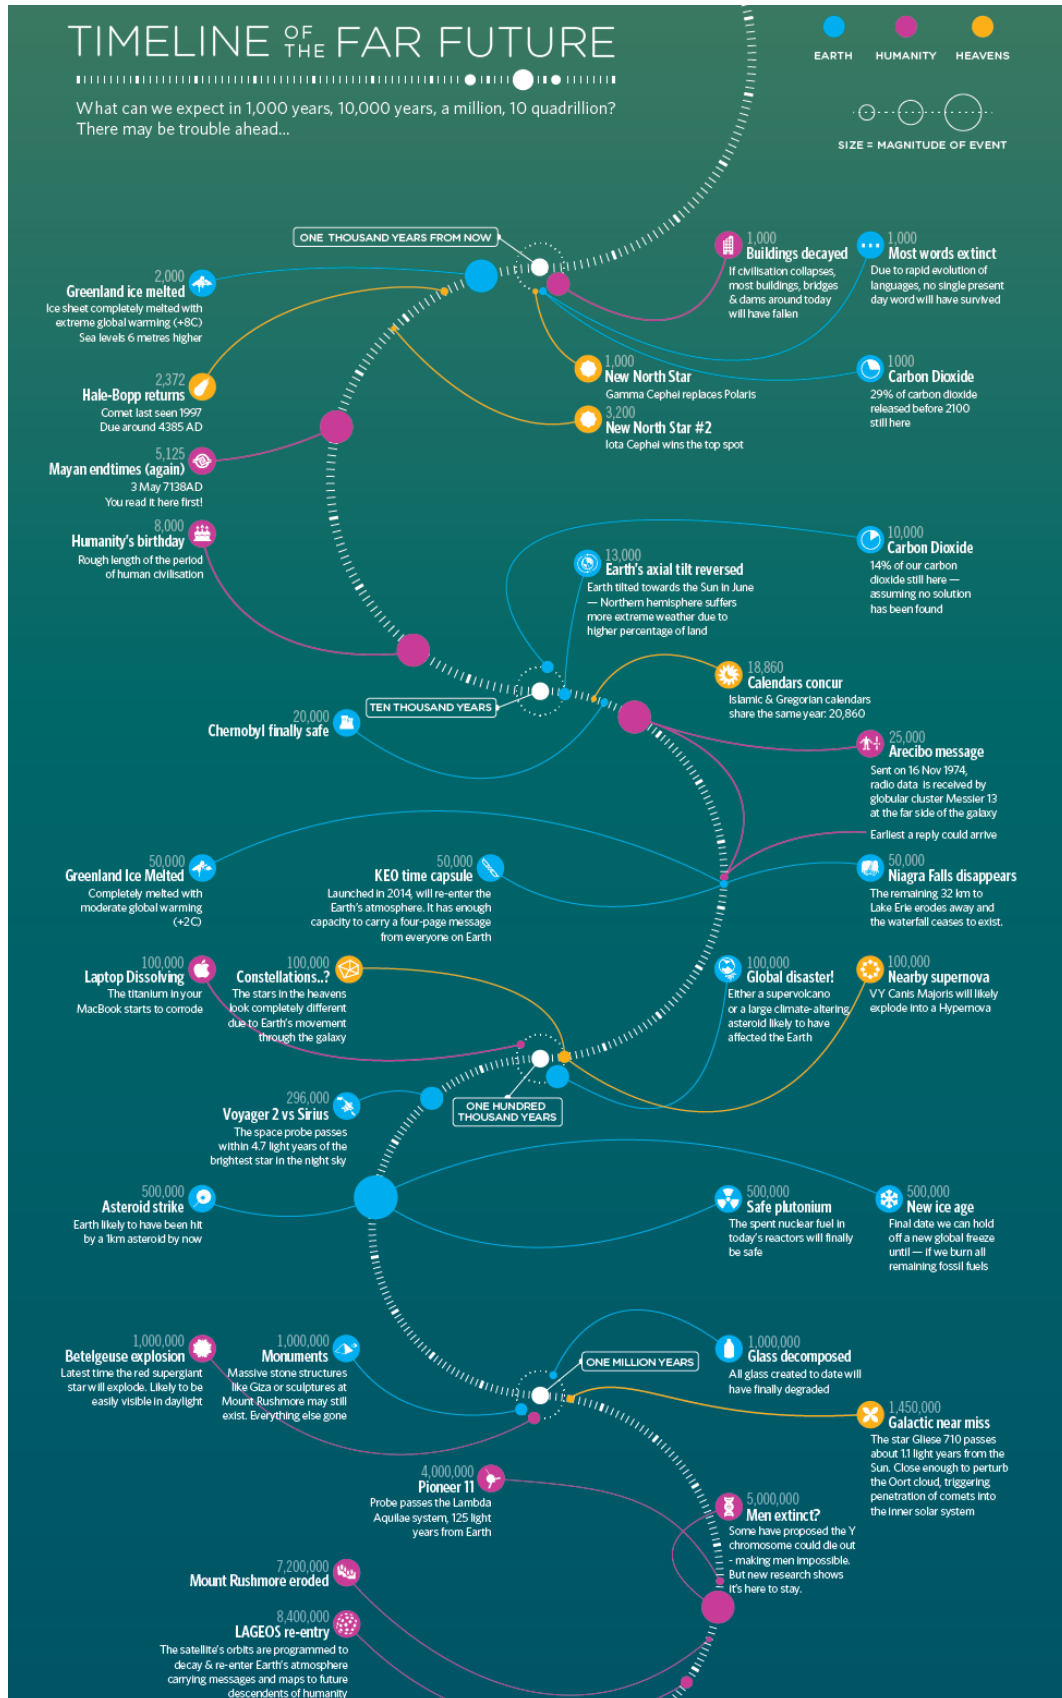 TIMELINE OF THE FAR FUTURE
What can we expect in 1,000 years, 10,000 years, a million, 10 quadrillion?
There may be trouble ahead...
EARTH
HUMANITY
HEAVENS
SIZE = MAGNITUDE OF EVENT
ONE THOUSAND YEARS FROM NOW
2,000
Greenland ice melted
Ice sheet completely melted with
extreme global warming (+8C)
Sea levels 6 metres higher
1,000
Buildings decayed
If civilisation collapses,
most buildings, bridges
& dams around today
will have fallen
1,000
Most words extinct
Due to rapid evolution of
languages, no single present
day word will have survived
2,372
Hale-Bopp returns
Comet last seen 1997
Due around 4385 AD
1,000
New North Star
Gamma Cephei replaces Polaris
1000
Carbon Dioxide
29% of carbon dioxide
released before 2100
still here
3,200
New North Star #2
Iota Cephei wins the top spot
5,125
Mayan endtimes (again)
3 May 7138AD
You read it here first!
8,000
Humanity's birthday
Rough length of the period
of human civilisation
13,000
Earth's axial tilt reversed
Earth tilted towards the Sun in June
— Northern hemisphere suffers
more extreme weather due to
higher percentage of land
10,000
Carbon Dioxide
14% of our carbon
dioxide still here —
assuming no solution
has been found
TEN THOUSAND YEARS
18,860
Calendars concur
Islamic & Gregorian calendars
share the same year: 20,860
20,000
Chernobyl finally safe
25,000
Arecibo message
Sent on 16 Nov 1974,
radio data is received by
globular cluster Messier 13
at the far side of the galaxy
Earliest a reply could arrive
50,000
Greenland Ice Melted
Completely melted with
moderate global warming
(+2C)
50,000
KEO time capsule
Launched in 2014, will re-enter the
Earth's atmosphere. It has enough
capacity to carry a four-page message
from everyone on Earth
50,000
Niagra Falls disappears
The remaining 32 km to
Lake Erie erodes away and
the waterfall ceases to exist.
100,000
Laptop Dissolving
The titanium in your
MacBook starts to corrode
100,000
Constellations..?
The stars in the heavens
look completely different
due to Earth's movement
through the galaxy
100,000
Global disaster!
Either a supervolcano
or a large climate-altering
asteroid likely to have
affected the Earth
100,000
Nearby supernova
VY Canis Majoris will likely
explode into a Hypernova
ONE HUNDRED
THOUSAND YEARS
296,000
Voyager 2 vs Sirius
The space probe passes
within 4.7 light years of the
brightest star in the night sky
500,000
Asteroid strike
Earth likely to have been hit
by a 1km asteroid by now
500,000
Safe plutonium
The spent nuclear fuel in
today's reactors will finally
be safe
500,000
New ice age
Final date we can hold
off a new global freeze
until — if we burn all
remaining fossil fuels
1,000,000
Betelgeuse explosion
Latest time the red supergiant
star will explode. Likely to be
easily visible in daylight
1,000,000
Monuments
Massive stone structures
like Giza or sculptures at
Mount Rushmore may still
exist. Everything else gone
ONE MILLION YEARS
1,000,000
Glass decomposed
All glass created to date will
have finally degraded
1,450,000
Galactic near miss
The star Gliese 710 passes
about 1.1 light years from the
Sun. Close enough to perturb
the Oort cloud, triggering
penetration of comets into
the inner solar system
4,000,000
Pioneer 11
Probe passes the Lambda
Aquilae system, 125 light
years from Earth
5,000,000
Men extinct?
Some have proposed the Y
chromosome could die out
- making men impossible.
But new research shows
it's here to stay.
7,200,000
Mount Rushmore eroded
8,400,000
LAGEOS re-entry
The satellite's orbits are programmed to
decay & re-enter Earth's atmosphere
carrying messages and maps to future
descendents of humanity